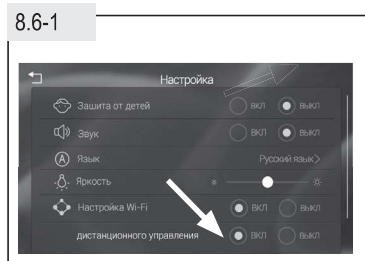 8.6-1
Настройка
Зашита от детей ВКЛ ВЫКЛ
Звук ВКЛ ВЫКЛ
Язык Русский язык>
Яркость
Настройка Wi-Fi ВКЛ ВЫКЛ
дистанционного управления ВКЛ ВЫКЛ